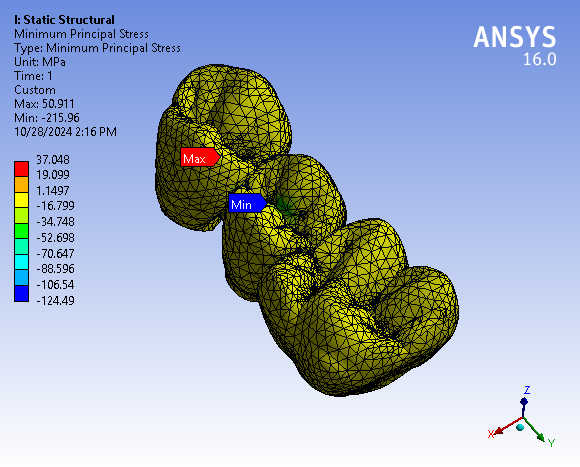 I: Static Structural
Minimum Principal Stress
Type: Minimum Principal Stress
Unit: MPa
Time: 1
Custom
Max: 50.911
Min: -215.96
10/28/2024 2:16 PM
ANSYS
16.0
37.048
19.099
1.1497
-16.799
-34.748
-52.698
-70.647
-88.596
-106.54
-124.49
Max
Min
Z
X
Y